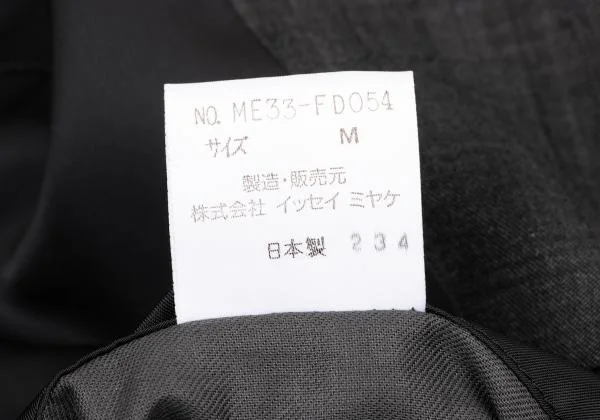 NO. ME33-FD054
サイズ M
製造・販売元
株式会社 イッセイ ミヤケ
日本製 234